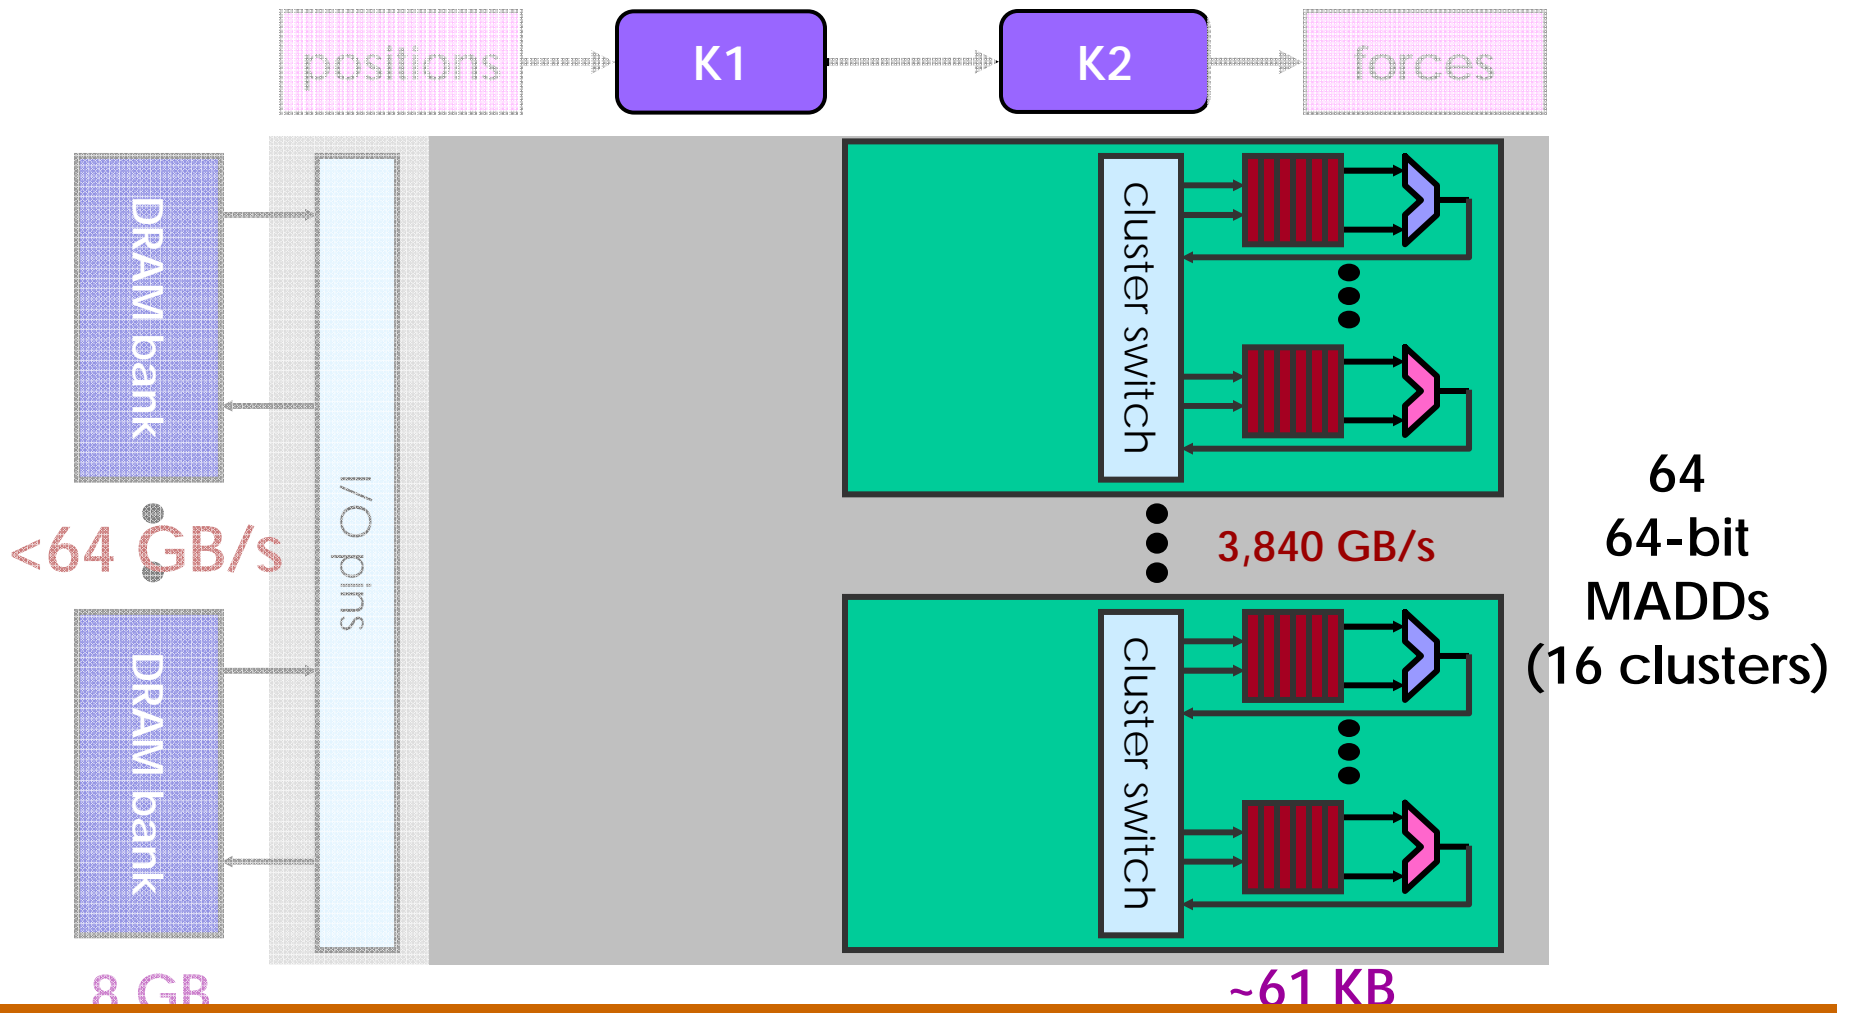 positions
K1
K2
forces
DRAM bank
cluster switch
I/O pins
<64 GB/s
3,840 GB/s
64
64-bit
MADDs
(16 clusters)
DRAM bank
cluster switch
8 GB
~61 KB